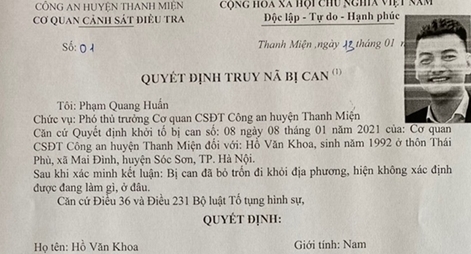 CÔNG AN HUYỆN THANH MIỆN
CƠ QUAN CẢNH SÁT ĐIỀU TRA
CỘNG HÒA XÃ HỘI CHỦ NGHĨA VIỆT NAM
Độc lập - Tự do - Hạnh phúc
Số: 01
Thanh Miện, ngày 13 tháng 01
QUYẾT ĐỊNH TRUY NÃ BỊ CAN (1)
Tôi: Phạm Quang Huấn
Chức vụ: Phó thủ trưởng Cơ quan CSĐT Công an huyện Thanh Miện
Căn cứ Quyết định khởi tố bị can số: 08 ngày 08 tháng 01 năm 2021 của: Cơ quan
CSĐT Công an huyện Thanh Miện đối với: Hồ Văn Khoa, sinh năm 1992 ở thôn Thái
Phù, xã Mai Đình, huyện Sóc Sơn, TP. Hà Nội.
Sau khi xác minh kết luận: Bị can đã bỏ trốn đi khỏi địa phương, hiện không xác định
được đang làm gì, ở đâu.
Căn cứ Điều 36 và Điều 231 Bộ luật Tố tụng hình sự,
QUYẾT ĐỊNH:
Họ tên: Hồ Văn Khoa
Giới tính: Nam